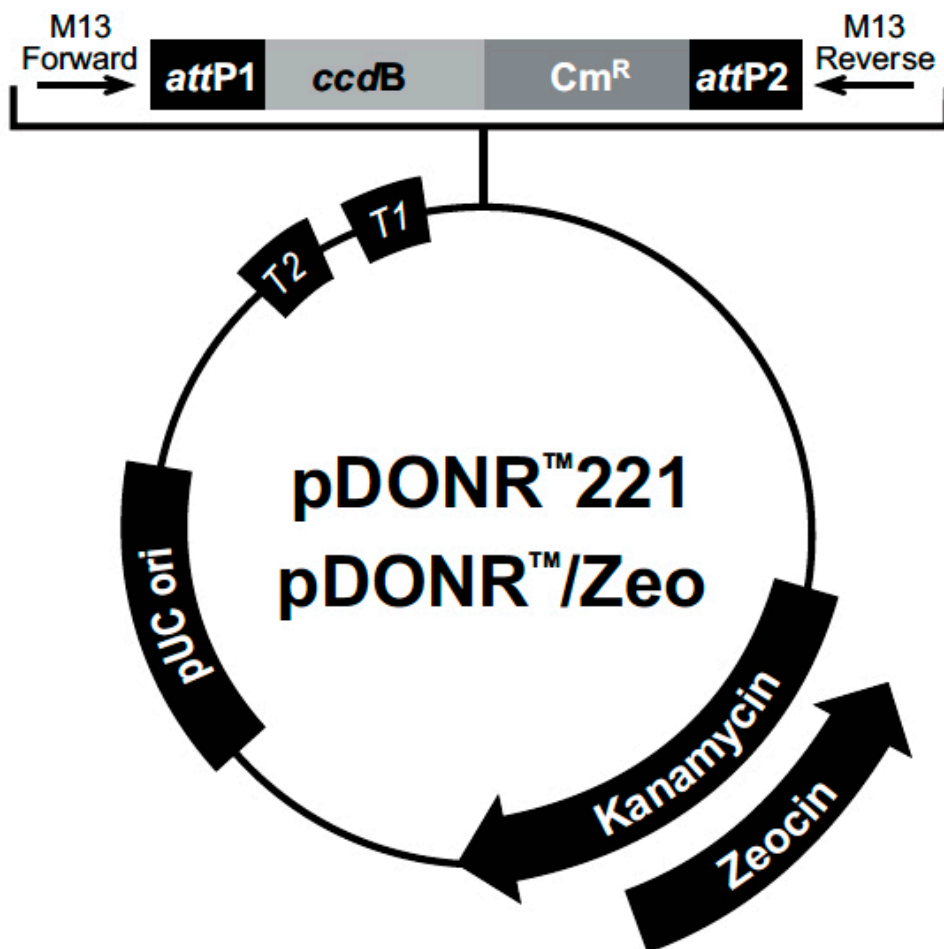 M13
Forward
attP1
ccdB
CmR
attP2
M13
Reverse
T1
T2
pDONR™221
pDONR™/Zeo
pUC ori
Kanamycin
Zeocin